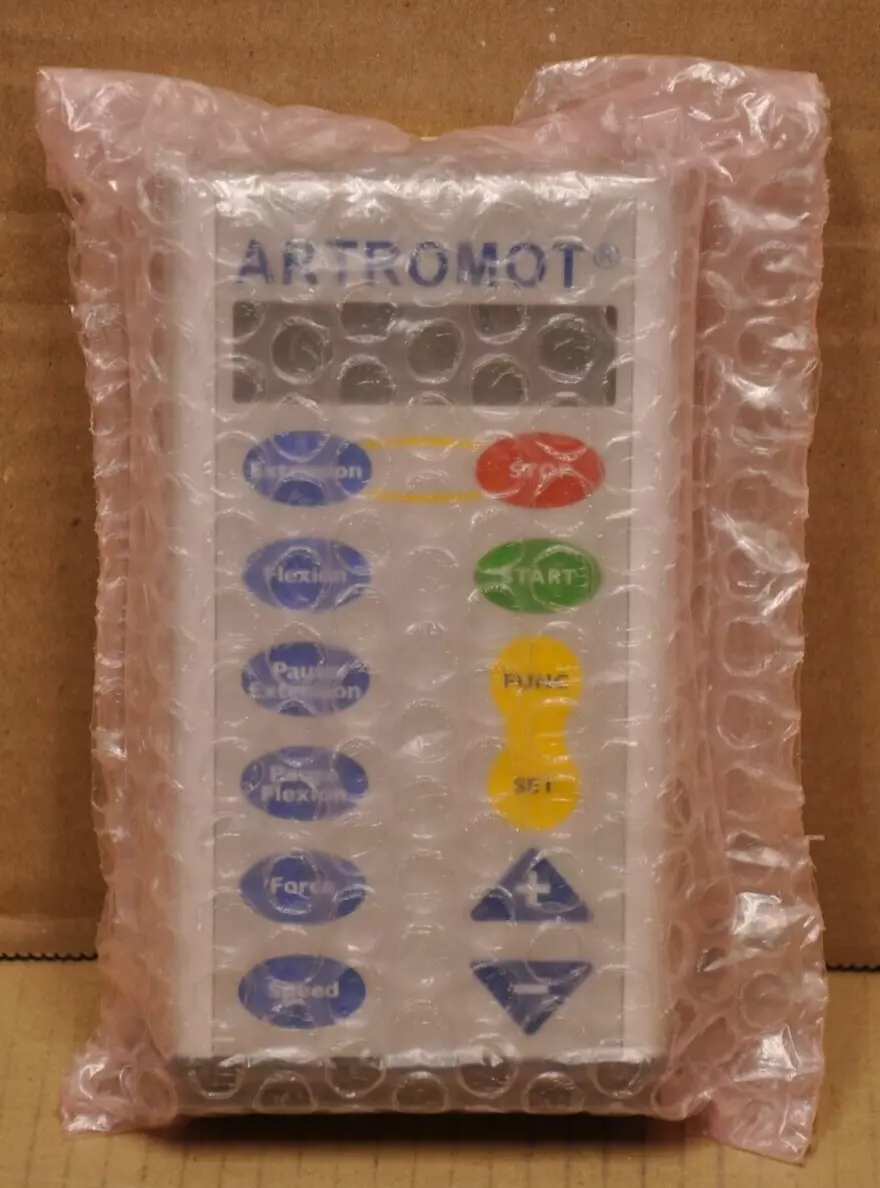 ARTROMOT®
Extension
STOP
Flexion
START
Pause
Extension
FUNC
Pause
Flexion
SET
Force
+
Speed
-